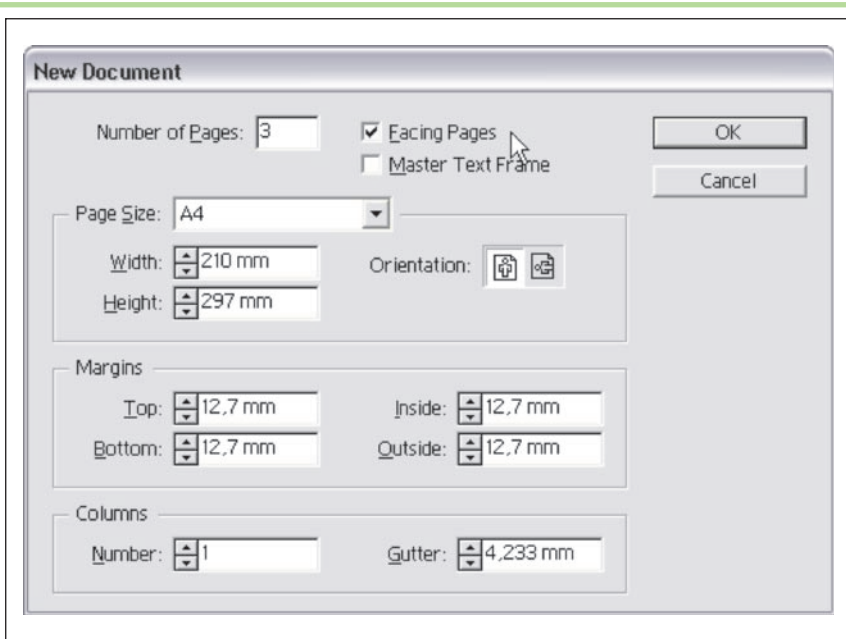 New Document
Number of Pages: 3
Facing Pages
Master Text Frame
OK
Cancel
Page Size: A4
Width: 210 mm
Orientation:
Height: 297 mm
Margins
Top: 12,7 mm
Inside: 12,7 mm
Bottom: 12,7 mm
Outside: 12,7 mm
Columns
Number: 1
Gutter: 4,233 mm